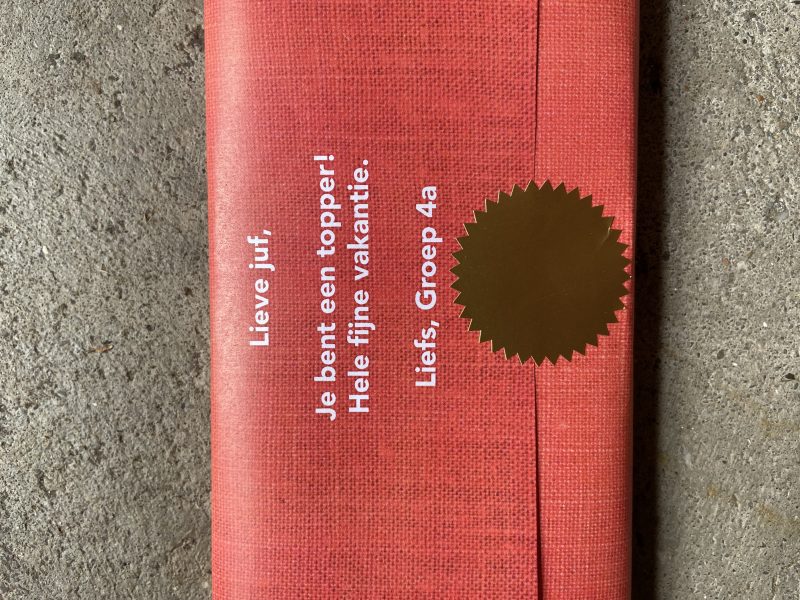 Lieve juf,
Je bent een topper!
Hele fijne vakantie.
Liefs, Groep 4a